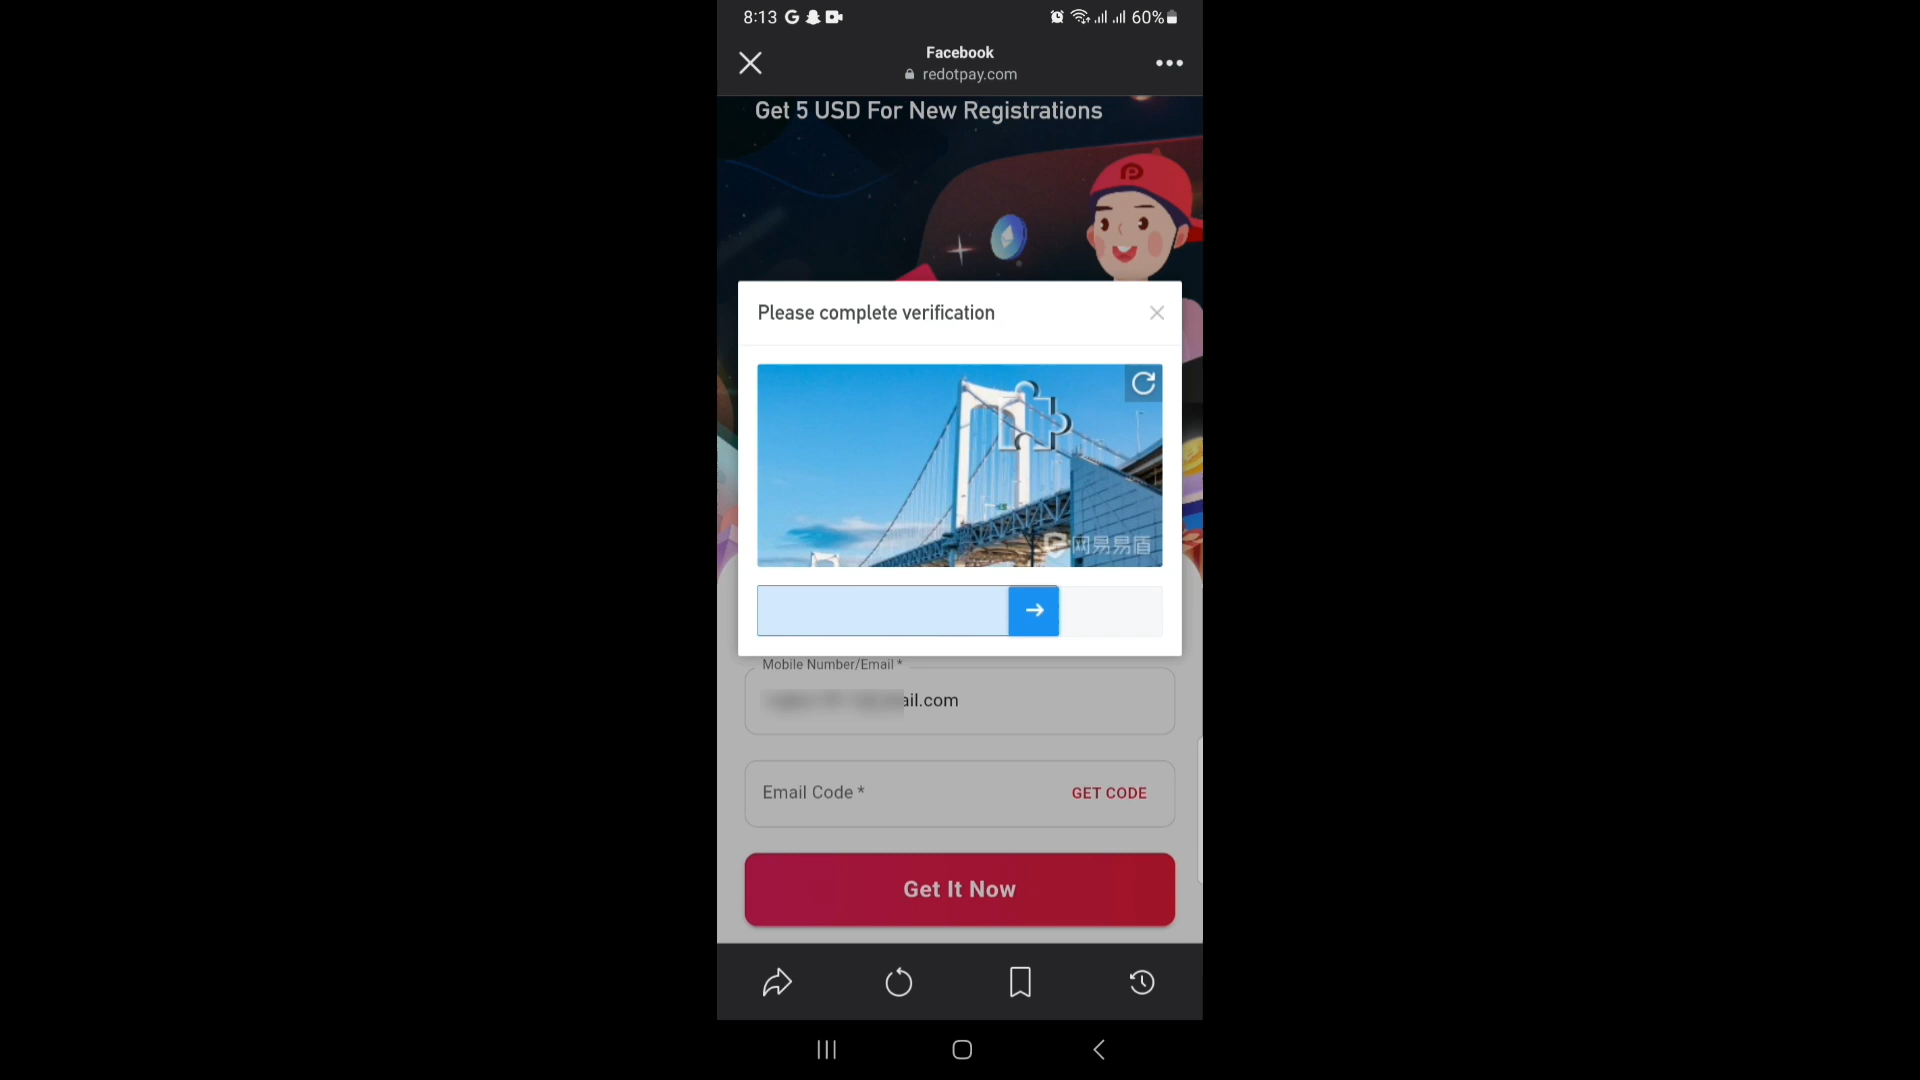 8:13
60%
Facebook
redotpay.com
Get 5 USD For New Registrations
Please complete verification
网易易盾
Mobile Number/Email *
ail.com
Email Code *
GET CODE
Get It Now